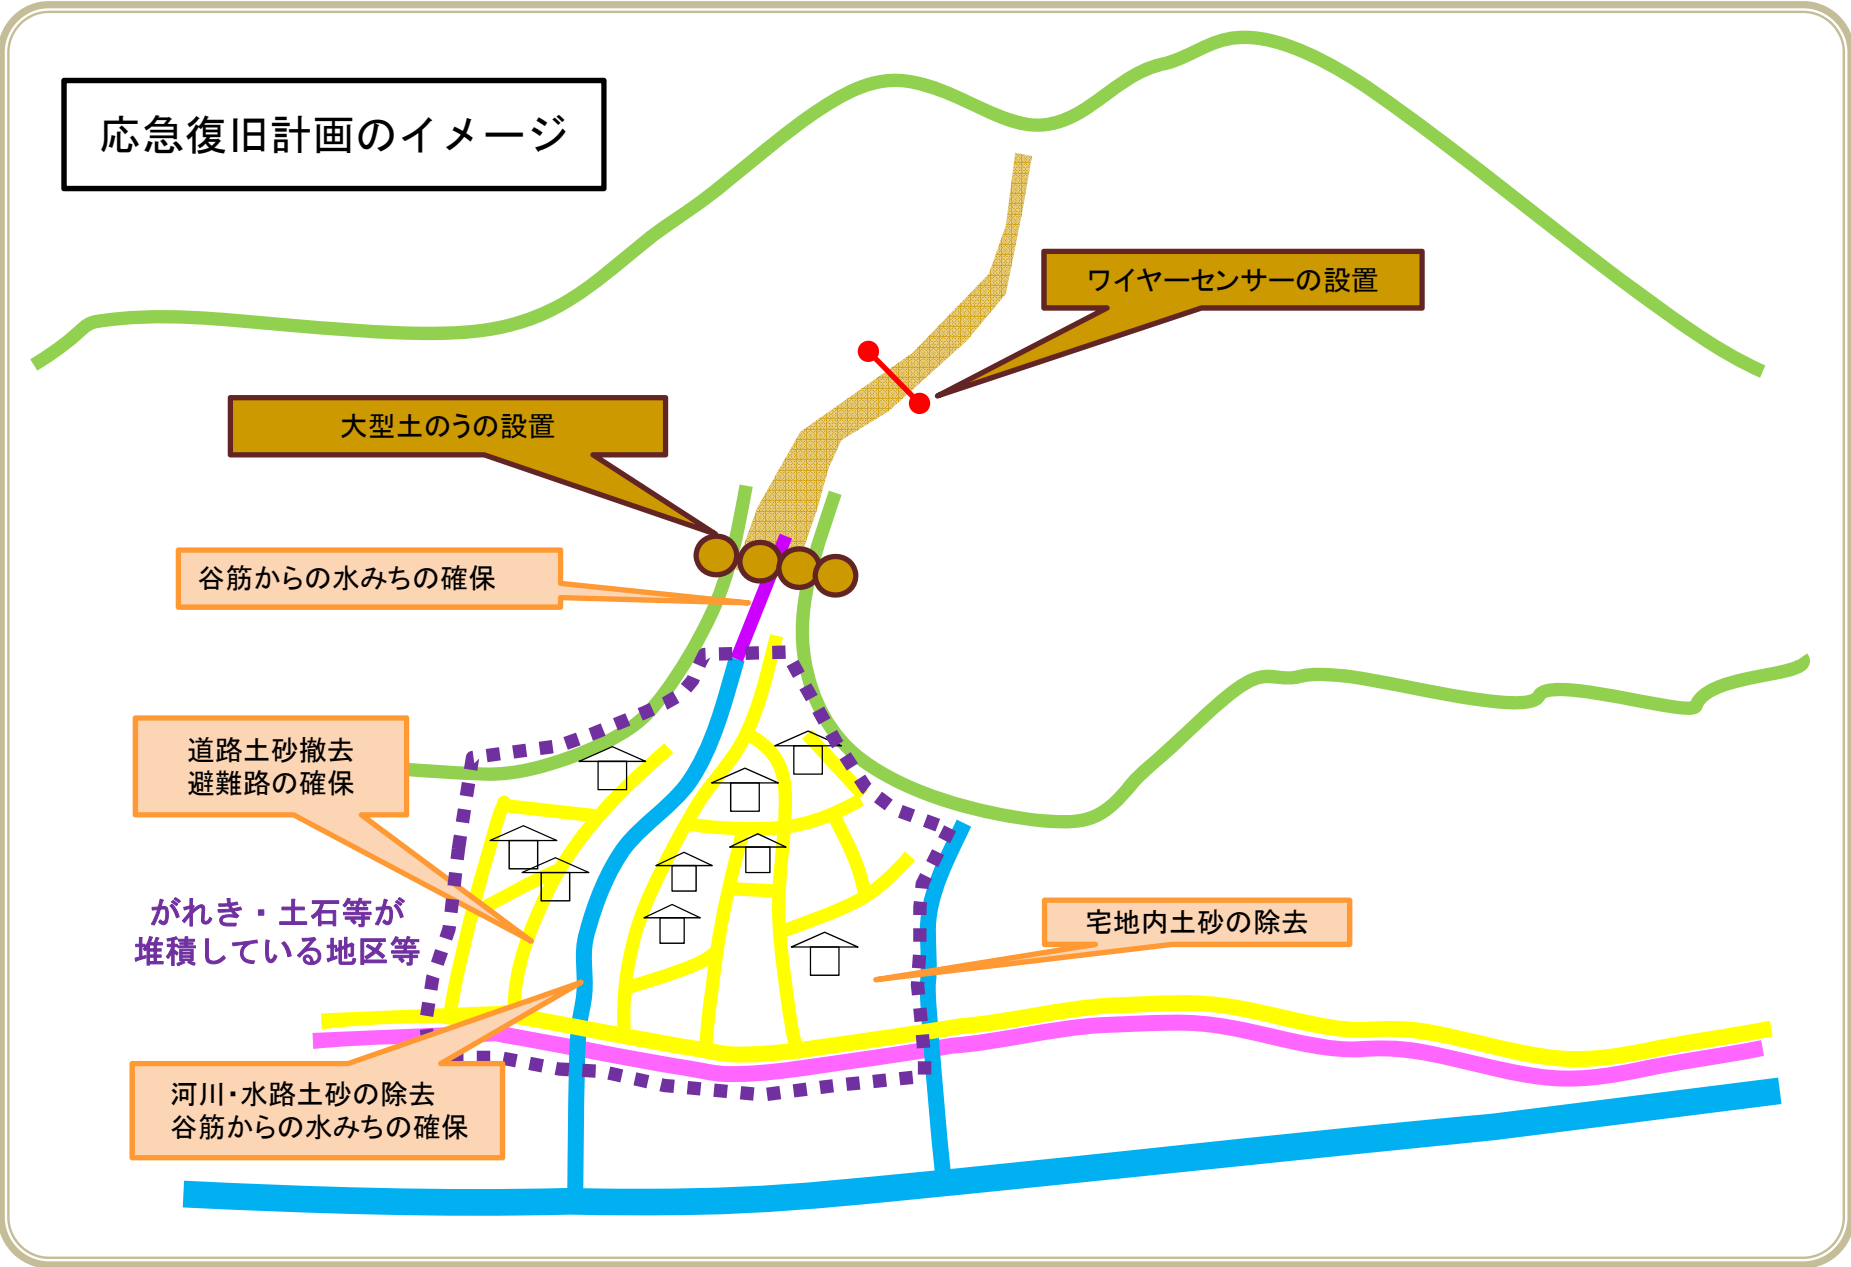 応急復旧計画のイメージ
ワイヤーセンサーの設置
大型土のうの設置
谷筋からの水みちの確保
道路土砂撤去
避難路の確保
がれき・土石等が
堆積している地区等
宅地内土砂の除去
河川・水路土砂の除去
谷筋からの水みちの確保